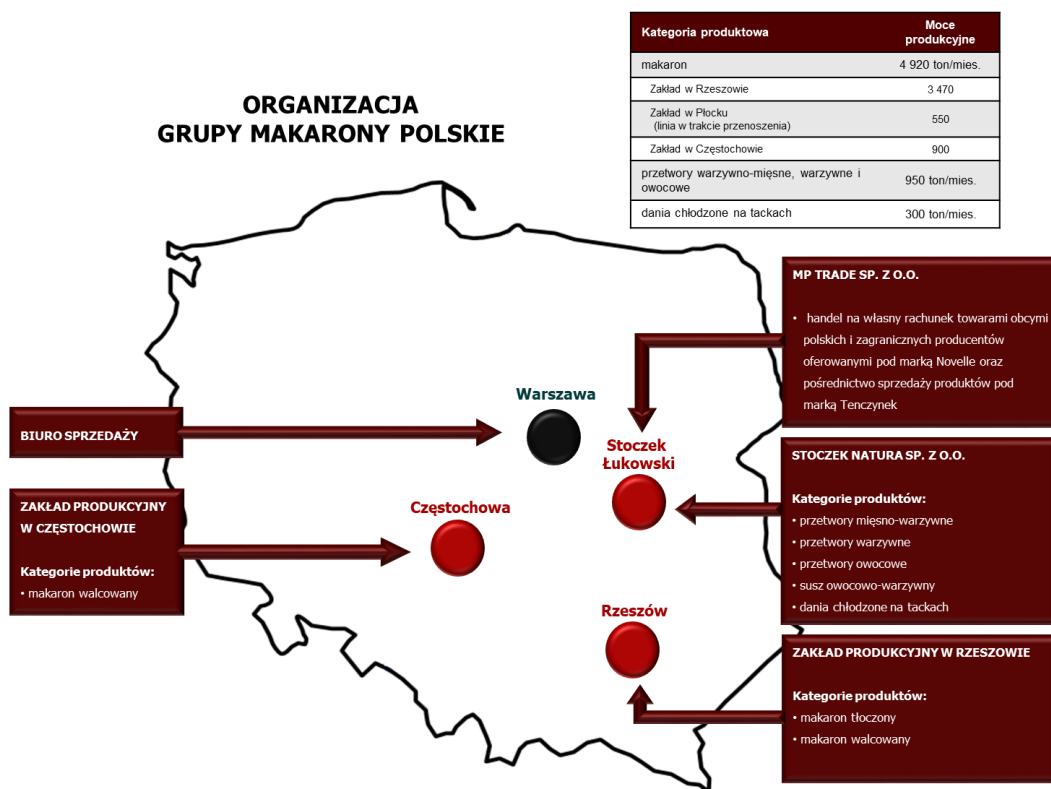 ORGANIZACJA
GRUPY MAKARONY POLSKIE
Kategoria produktowa Moce produkcyjne
makaron 4 920 ton/mies.
Zakład w Rzeszowie 3 470
Zakład w Płocku
(linia w trakcie przenoszenia) 550
Zakład w Częstochowie 900
przetwory warzywno-mięsne, warzywne i
owocowe 950 ton/mies.
dania chłodzone na tackach 300 ton/mies.
MP TRADE SP. Z O.O.
• handel na własny rachunek towarami obcymi
polskich i zagranicznych producentów
oferowanymi pod marką Novelle oraz
pośrednictwo sprzedaży produktów pod
marką Tenczynek
Warszawa
BIURO SPRZEDAŻY
Stoczek
Łukowski
STOCZEK NATURA SP. Z O.O.
Kategorie produktów:
• przetwory mięsno-warzywne
• przetwory warzywne
• przetwory owocowe
• susz owocowo-warzywny
• dania chłodzone na tackach
ZAKŁAD PRODUKCYJNY
W CZĘSTOCHOWIE
Kategorie produktów:
• makaron walcowany
Częstochowa
Rzeszów
ZAKŁAD PRODUKCYJNY W RZESZOWIE
Kategorie produktów:
• makaron tłoczony
• makaron walcowany